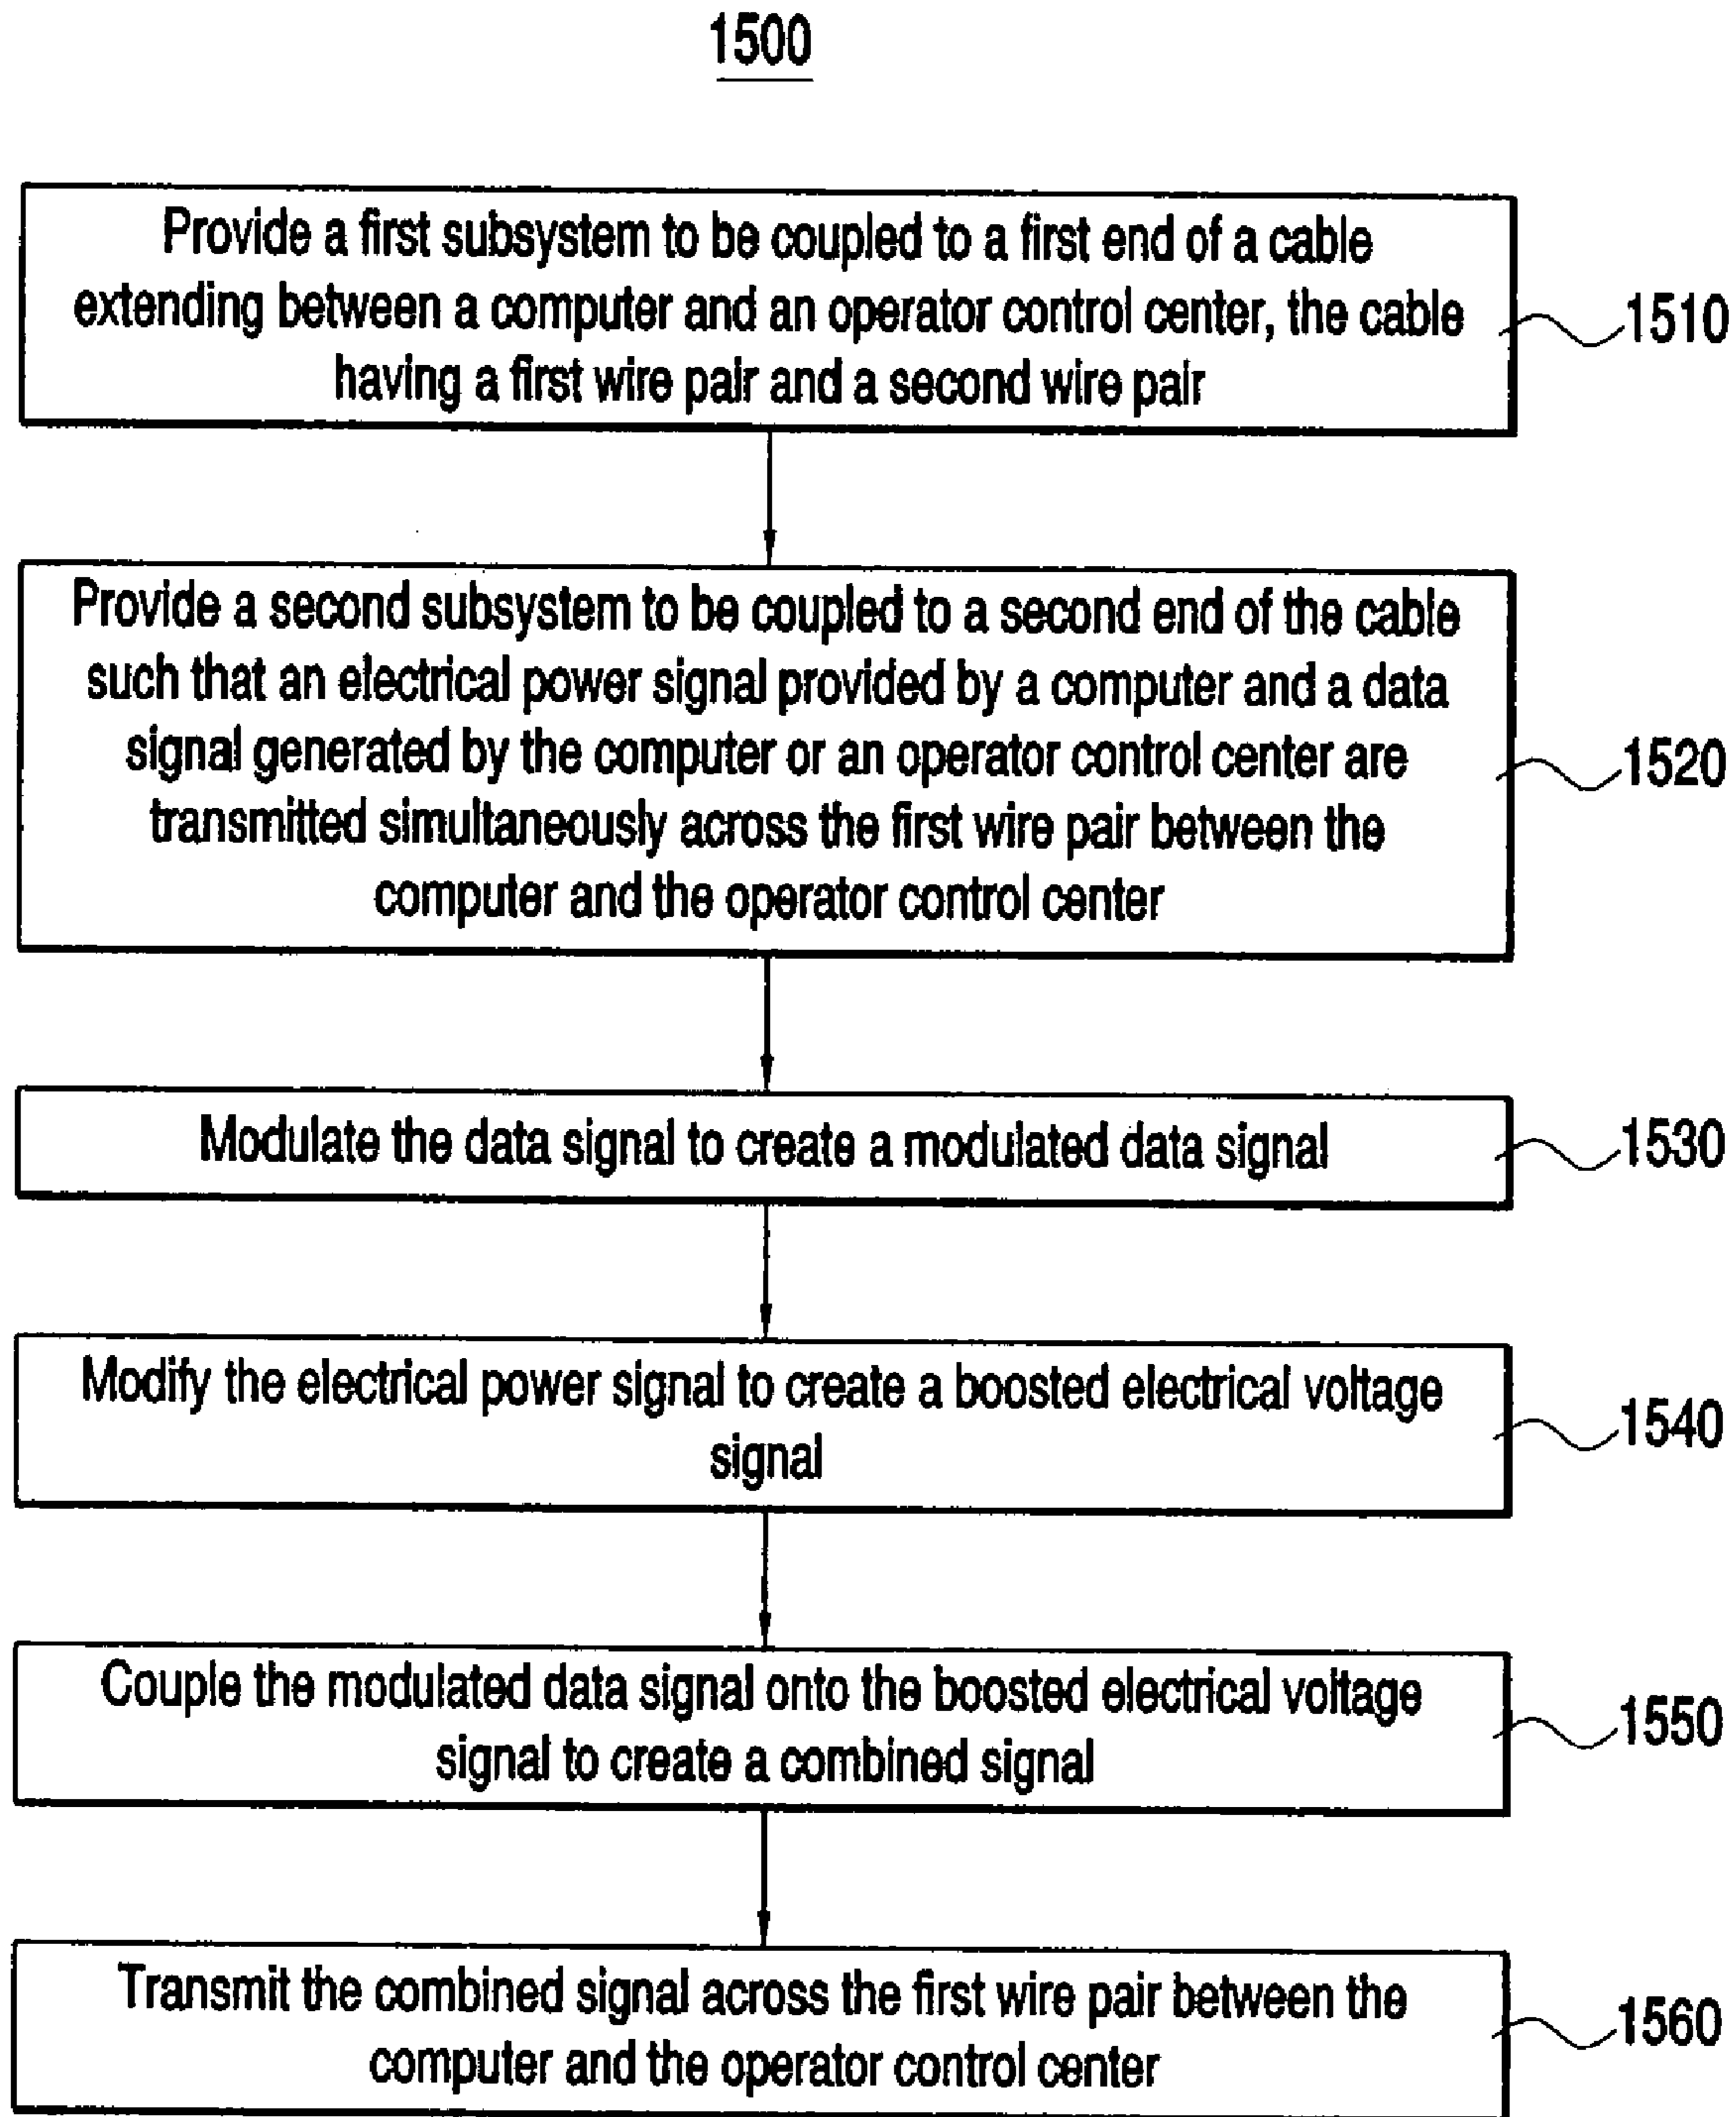 1500
Provide a first subsystem to be coupled to a first end of a cable
extending between a computer and an operator control center, the cable
having a first wire pair and a second wire pair
1510
Provide a second subsystem to be coupled to a second end of the cable
such that an electrical power signal provided by a computer and a data
signal generated by the computer or an operator control center are
transmitted simultaneously across the first wire pair between the
computer and the operator control center
1520
Modulate the data signal to create a modulated data signal
1530
Modify the electrical power signal to create a boosted electrical voltage
signal
1540
Couple the modulated data signal onto the boosted electrical voltage
signal to create a combined signal
1550
Transmit the combined signal across the first wire pair between the
computer and the operator control center
1560